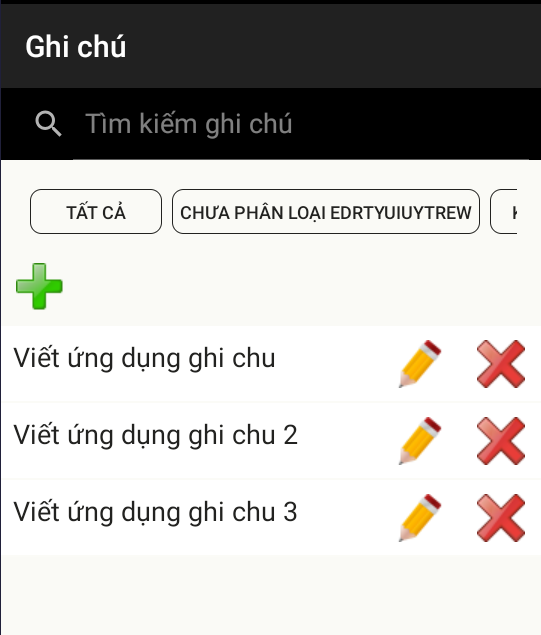 Ghi chú
Tìm kiếm ghi chú
TẤT CẢ CHƯA PHÂN LOẠI EDRTYUIUYTREW
Viết ứng dụng ghi chu
Viết ứng dụng ghi chu 2
Viết ứng dụng ghi chu 3